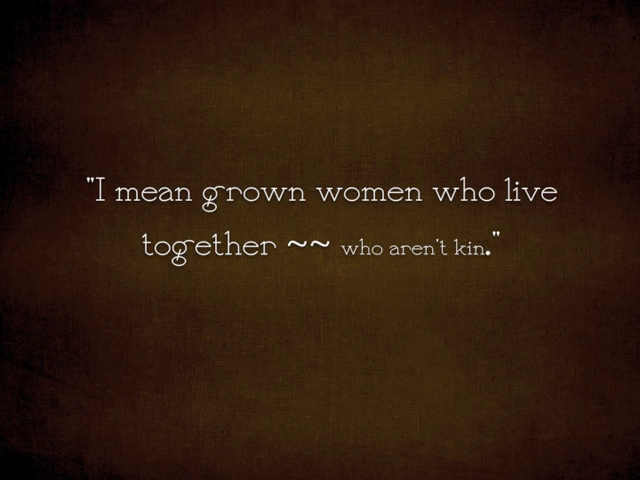 "I mean grown women who live
together ~~ who aren't kin."